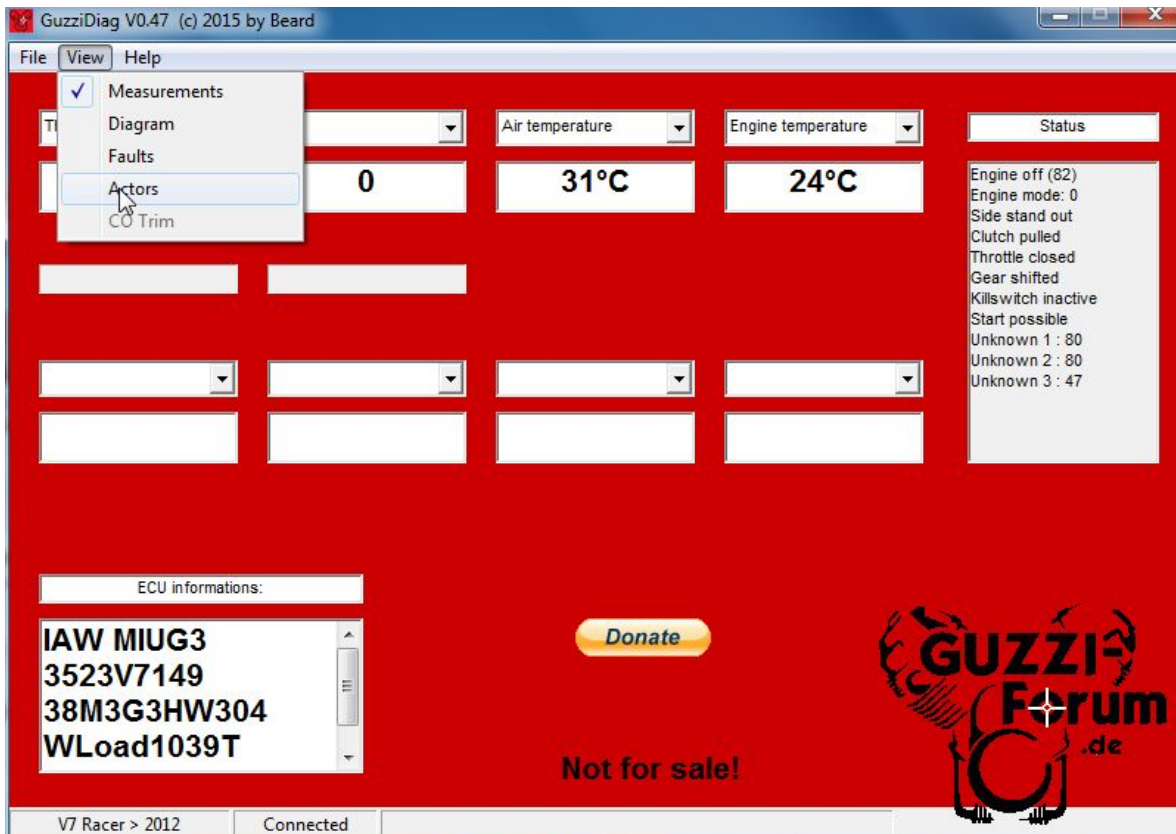 GuzziDiag V0.47 (c) 2015 by Beard
File View Help
Measurements
Diagram
Faults
Actors
CO Trim
Air temperature
Engine temperature
Status
0
31°C
24°C
Engine off (82)
Engine mode: 0
Side stand out
Clutch pulled
Throttle closed
Gear shifted
Killswitch inactive
Start possible
Unknown 1 : 80
Unknown 2 : 80
Unknown 3 : 47
ECU informations:
IAW MIUG3
3523V7149
38M3G3HW304
WLoad1039T
Donate
Not for sale!
GUZZI-
Forum
.de
V7 Racer > 2012 Connected